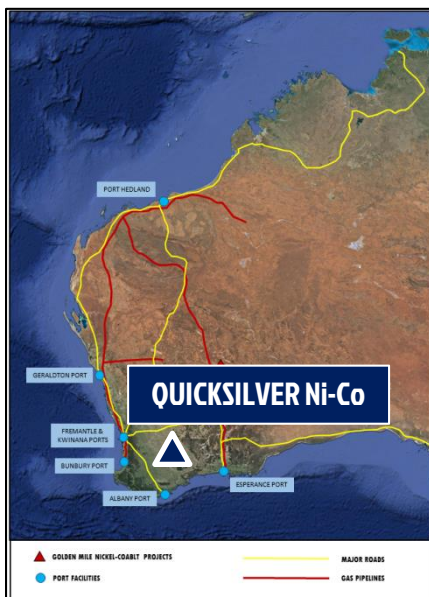 PORT HEDLAND
GERALDTON PORT
QUICKSILVER Ni-Co
FREMANTLE &
KWINANA PORTS
BUNBURY PORT
ESPERANCE PORT
ALBANY PORT
GOLDEN MILE NICKEL-COABLT PROJECTS
MAJOR ROADS
PORT FACILITIES
GAS PIPELINES